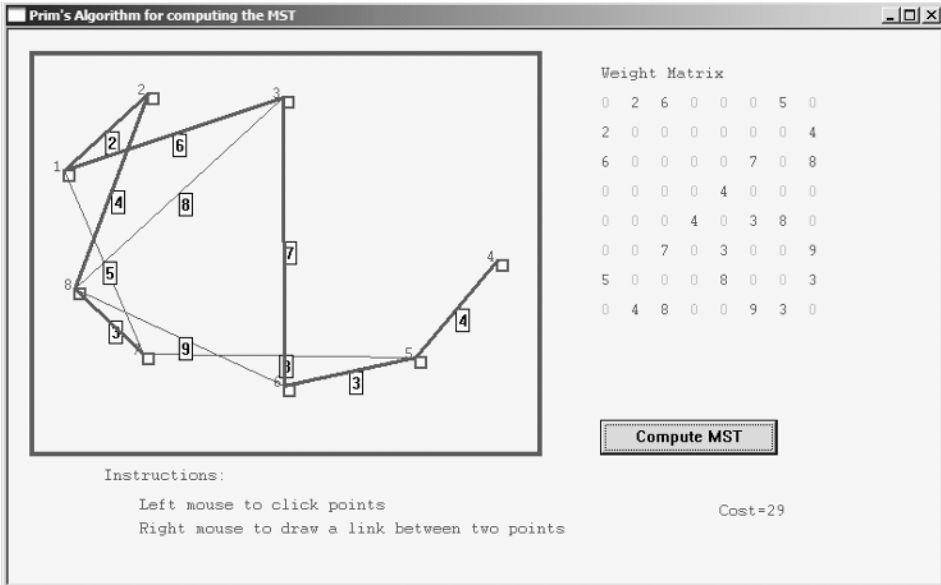 Prim's Algorithm for computing the MST
Weight Matrix
0 2 6 0 0 0 5 0
2 0 0 0 0 0 0 4
6 0 0 0 0 7 0 8
0 0 0 0 4 0 0 0
0 0 0 4 0 3 8 0
0 0 7 0 3 0 0 9
5 0 0 0 8 0 0 3
0 4 8 0 0 9 3 0
2
3
2
6
1
4
8
7
4
5
8
4
3
9
7
5
8
3
6
Compute MST
Instructions:
Left mouse to click points
Right mouse to draw a link between two points
Cost=29